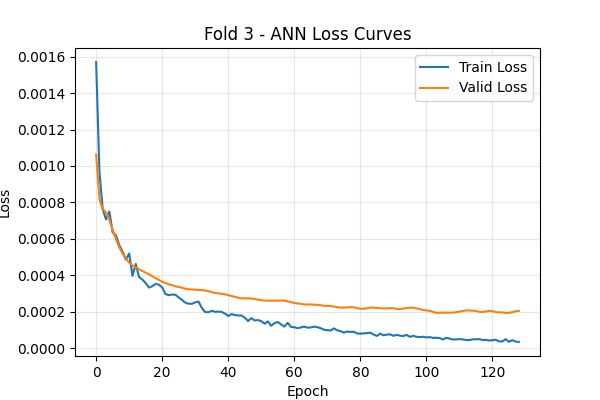 Fold 3 - ANN Loss Curves
Train Loss
Valid Loss
0.0016
0.0014
0.0012
0.0010
0.0008
0.0006
0.0004
0.0002
0.0000
Loss
0 20 40 60 80 100 120
Epoch